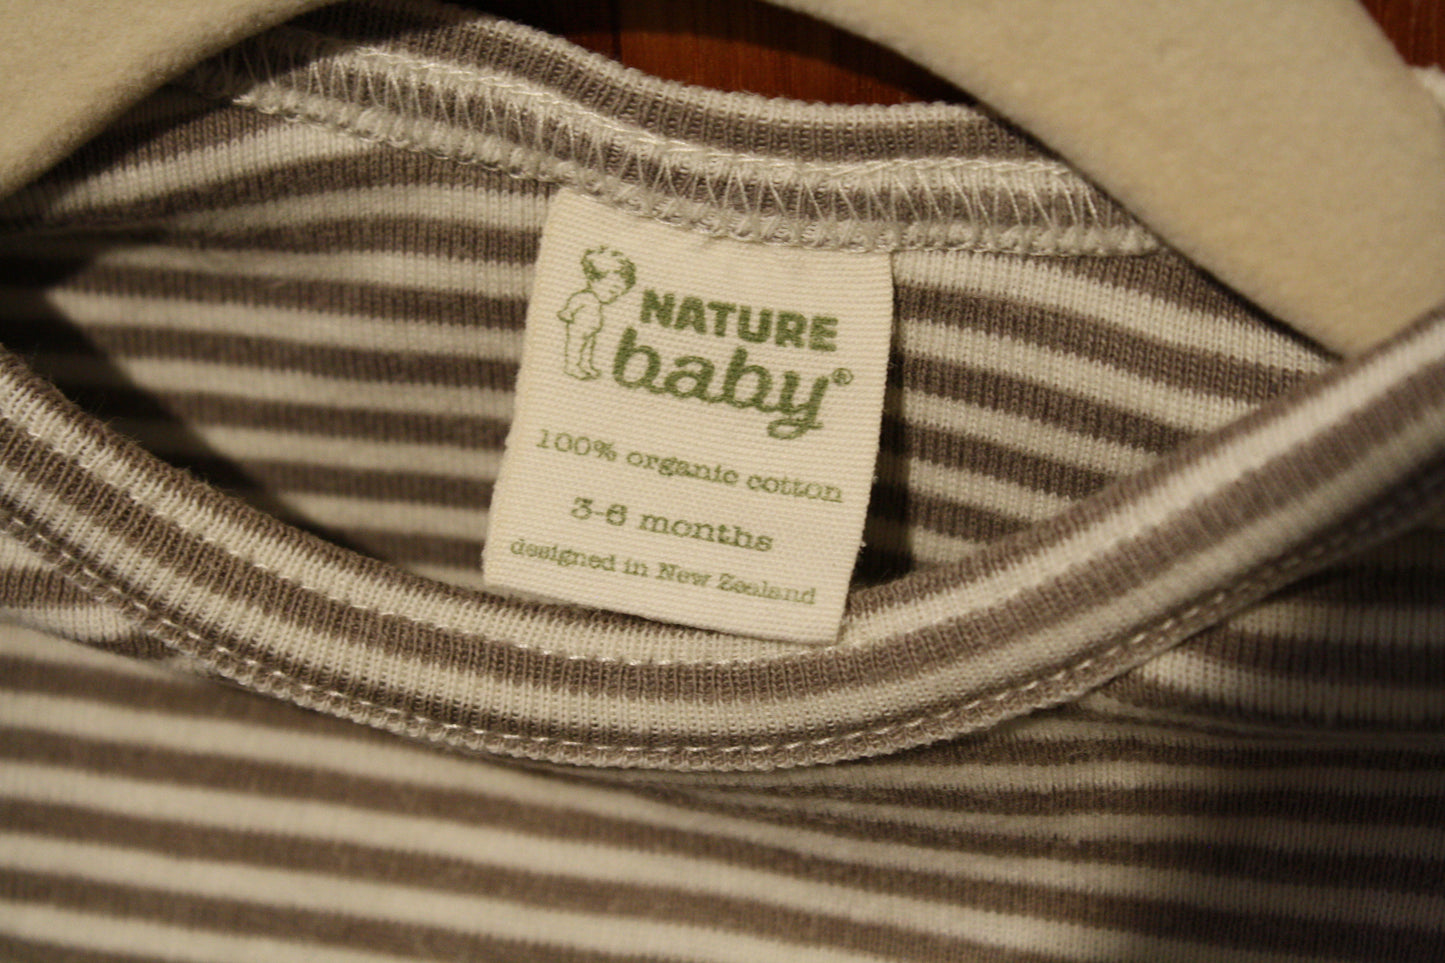 NATURE
baby®
100% organic cotton
3-6 months
designed in New Zealand